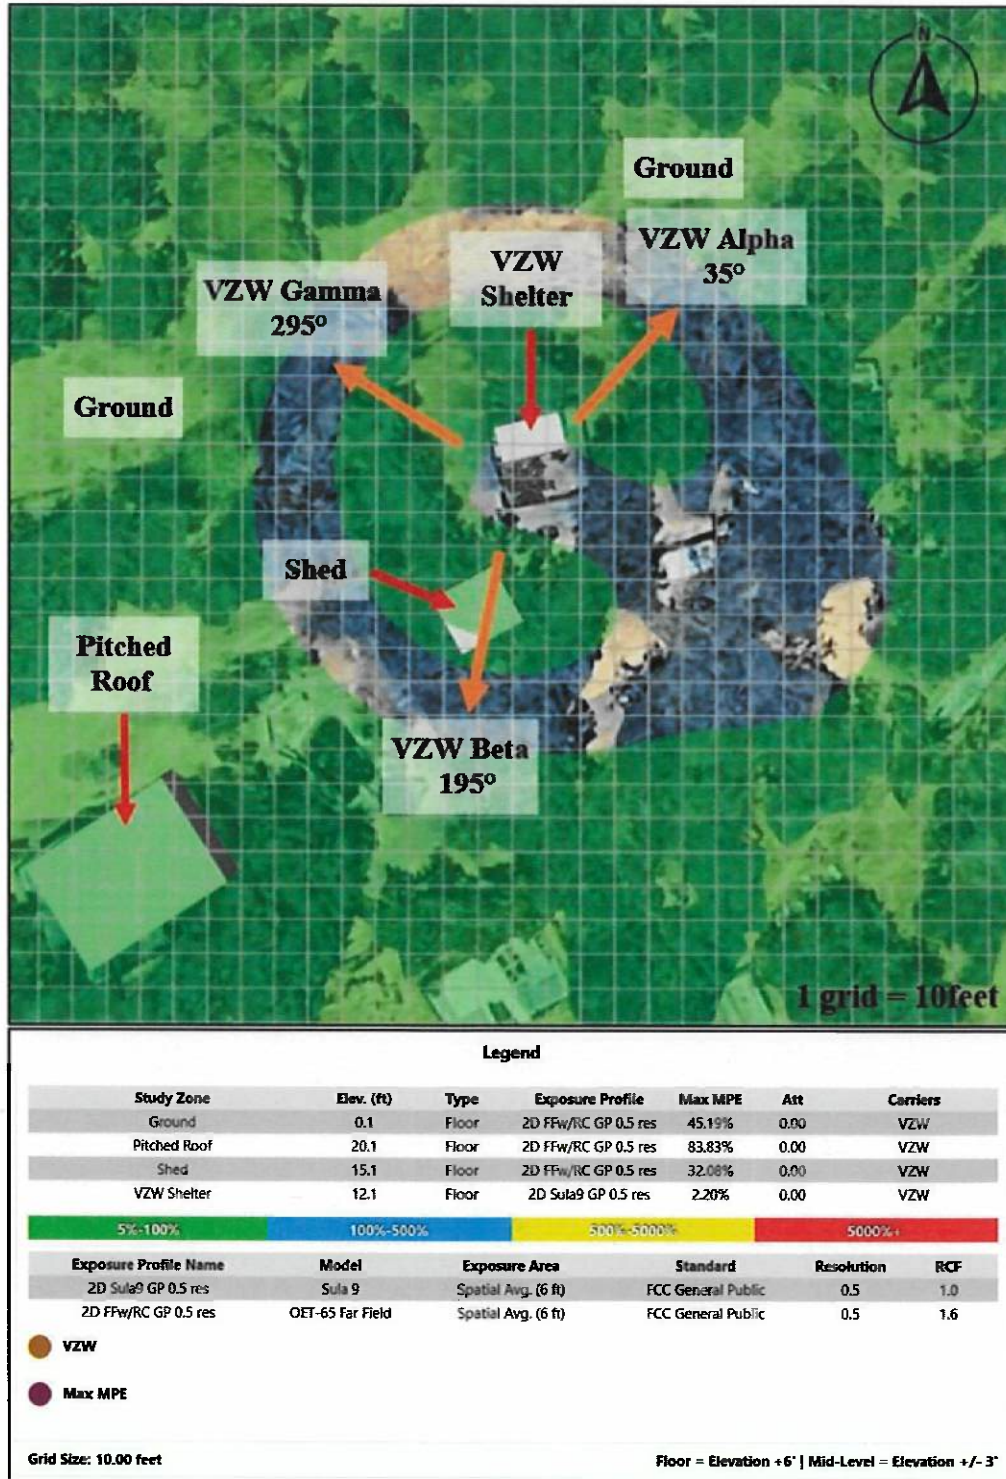 N
Ground
VZW Alpha
35°
VZW
Shelter
VZW Gamma
295°
Ground
Shed
Pitched
Roof
VZW Beta
195°
1 grid = 10feet
Legend
Study Zone Elev. (ft) Type Exposure Profile Max MPE Att Carriers
Ground 0.1 Floor 2D FFw/RC GP 0.5 res 45.19% 0.00 VZW
Pitched Roof 20.1 Floor 2D FFw/RC GP 0.5 res 83.83% 0.00 VZW
Shed 15.1 Floor 2D FFw/RC GP 0.5 res 32.08% 0.00 VZW
VZW Shelter 12.1 Floor 2D Sula9 GP 0.5 res 2.20% 0.00 VZW
5%-100% 100%-500% 500%-5000% 5000%+
Exposure Profile Name Model Exposure Area Standard Resolution RCF
2D Sula9 GP 0.5 res Sula 9 Spatial Avg. (6 ft) FCC General Public 0.5 1.0
2D FFw/RC GP 0.5 res OET-65 Far Field Spatial Avg. (6 ft) FCC General Public 0.5 1.6
VZW
Max MPE
Grid Size: 10.00 feet Floor = Elevation +6' | Mid-Level = Elevation +/- 3'